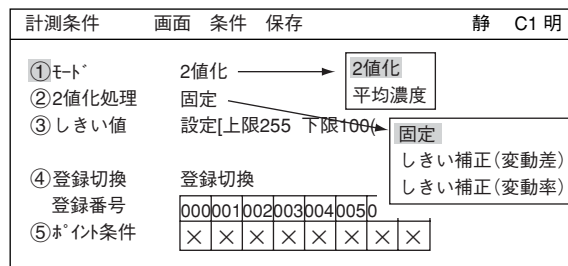 計測条件 画面 条件 保存 静 C1 明
①ﾓｰﾄﾞ 2値化 2値化
平均濃度
②2値化処理 固定
③しきい値 設定[上限255 下限100(
固定
しきい補正(変動差)
しきい補正(変動率)
④登録切換 登録切換
登録番号 000 001 002 003 004 005 0
⑤ﾎﾟｲﾝﾄ条件 × × × × × × × ×